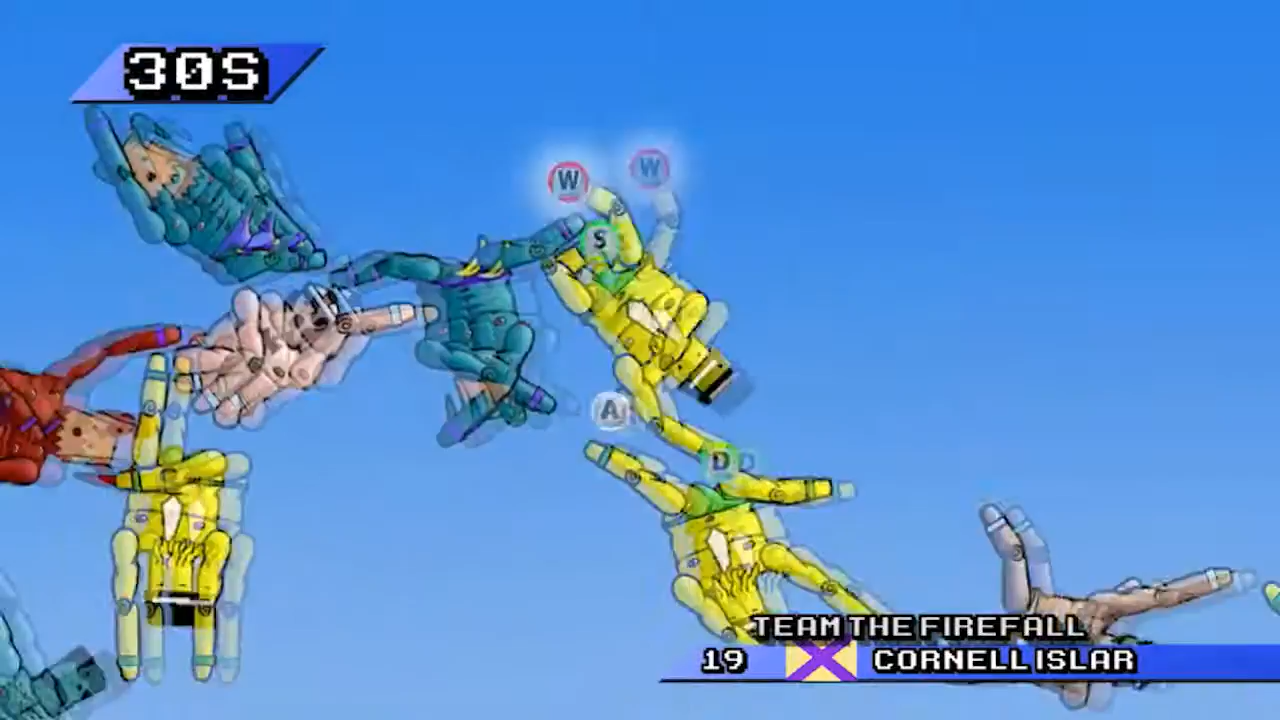 30S
W W
S
A
D D
TEAM THE FIREFALL
19 CORNELL ISLAR